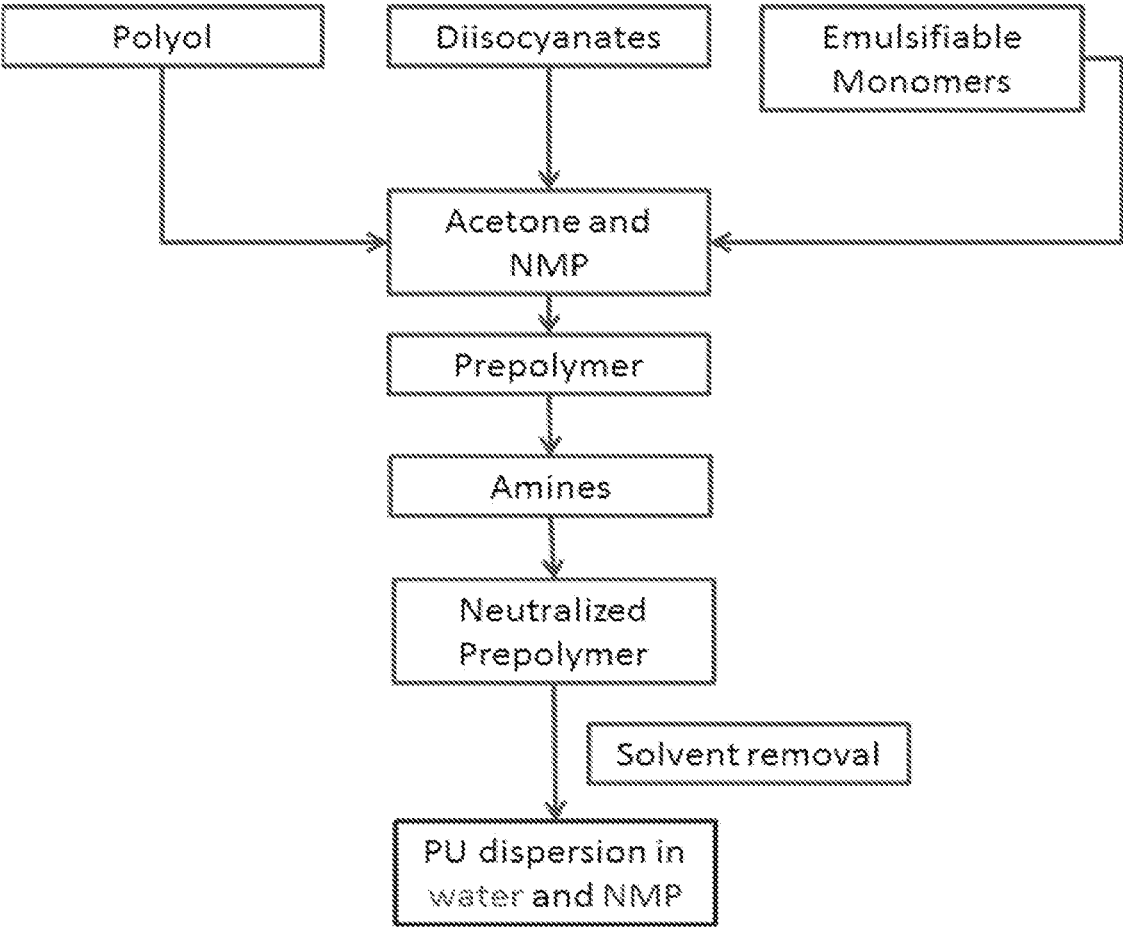 Polyol
Diisocyanates
Emulsifiable
Monomers
Acetone and
NMP
Prepolymer
Amines
Neutralized
Prepolymer
Solvent removal
PU dispersion in
water and NMP